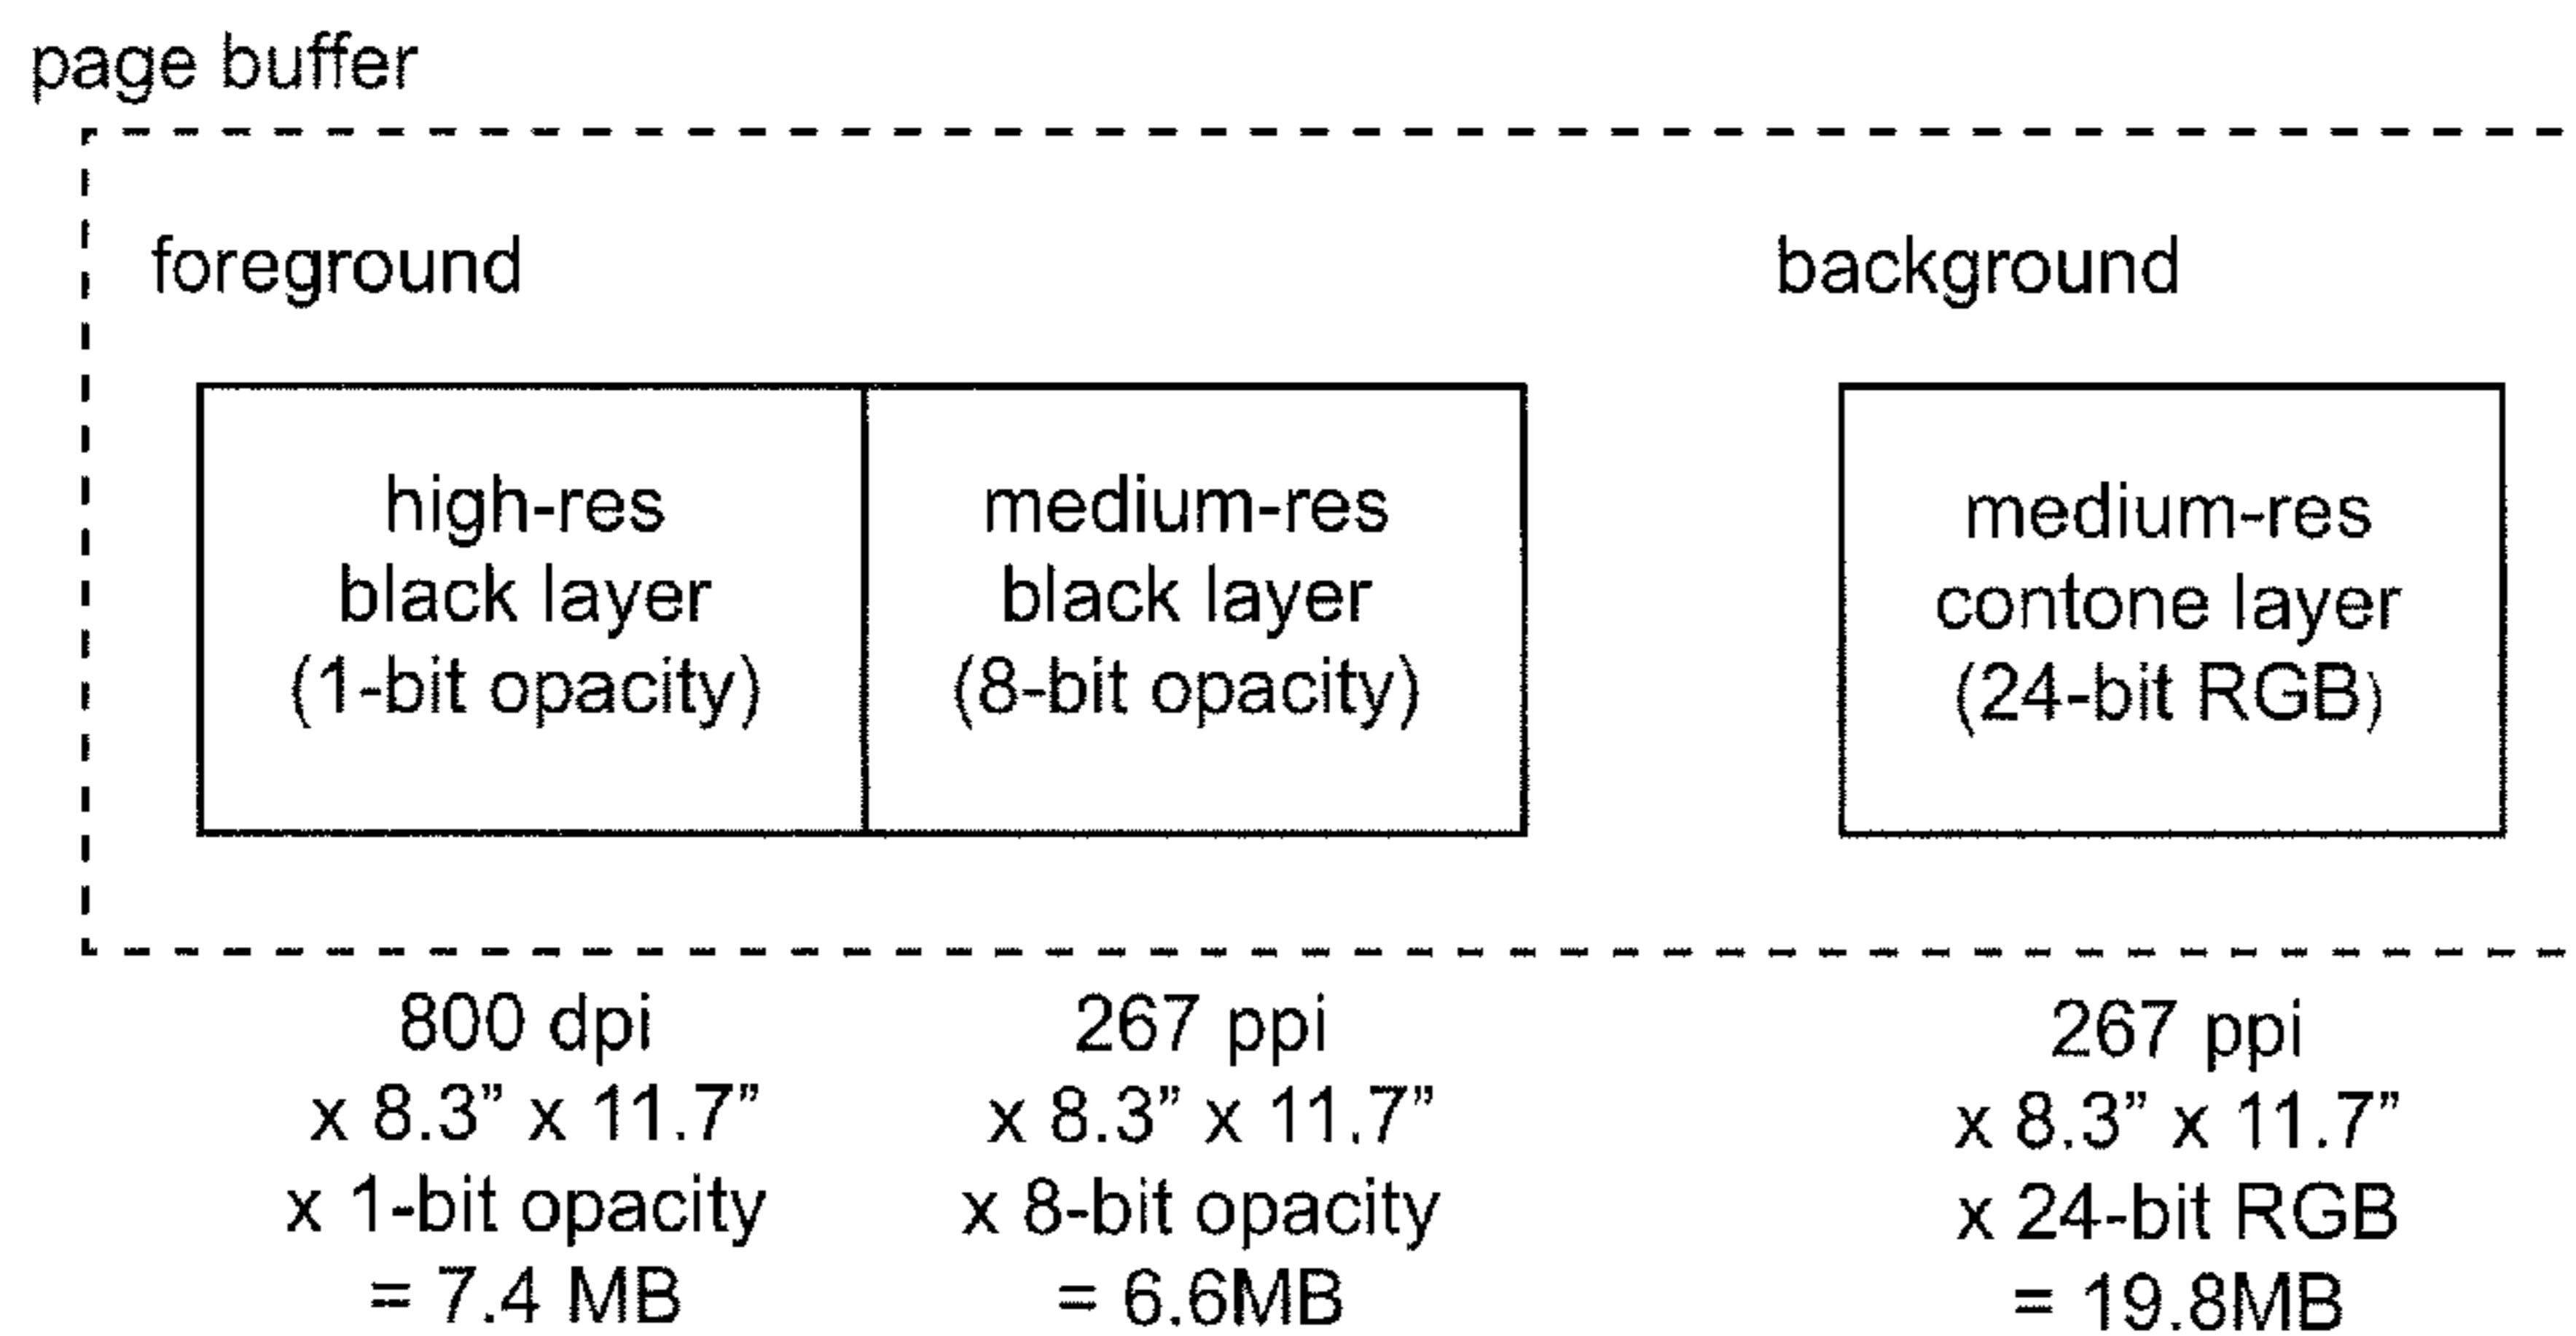 page buffer
foreground
high-res
black layer
(1-bit opacity)
medium-res
black layer
(8-bit opacity)
background
medium-res
contone layer
(24-bit RGB)
800 dpi
x 8.3” x 11.7”
x 1-bit opacity
= 7.4 MB
267 ppi
x 8.3” x 11.7”
x 8-bit opacity
= 6.6MB
267 ppi
x 8.3” x 11.7”
x 24-bit RGB
= 19.8MB